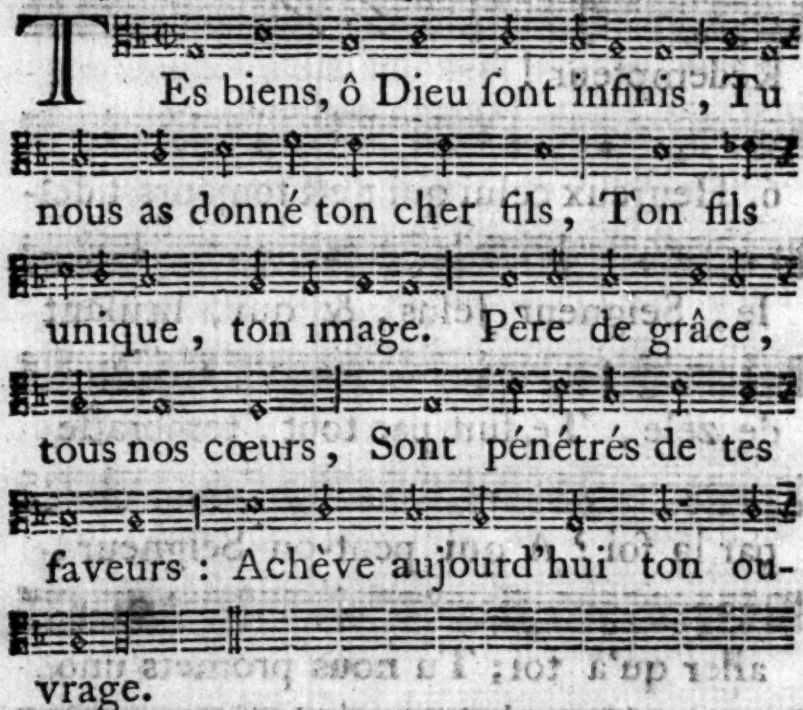 TEs biens, ô Dieu ſont infinis, Tu
nous as donné ton cher fils, Ton fils
unique, ton image. Père de grâce,
tous nos cœurs, Sont pénétrés de tes
faveurs : Achève aujourd'hui ton ou-
vrage.